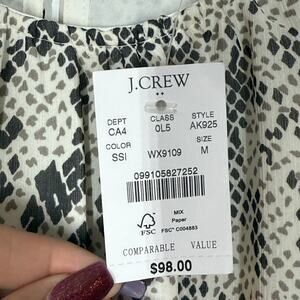 J.CREW
DEPT CLASS STYLE
CA4 0L5 AK925
COLOR SIZE
SSI WX9109 M
099105827252
FSC
MIX
Paper
FSC® C004883
COMPARABLE VALUE
$98.00